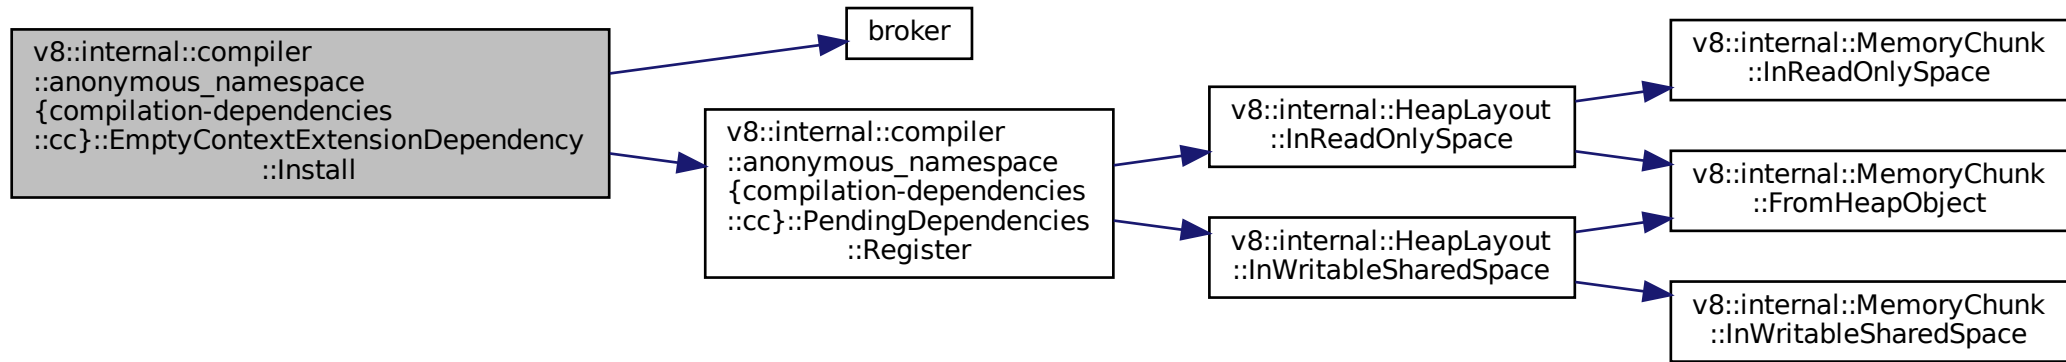 v8::internal::compiler
::anonymous_namespace
{compilation-dependencies
::cc}::EmptyContextExtensionDependency
::Install
broker
v8::internal::compiler
::anonymous_namespace
{compilation-dependencies
::cc}::PendingDependencies
::Register
v8::internal::HeapLayout
::InReadOnlySpace
v8::internal::HeapLayout
::InWritableSharedSpace
v8::internal::MemoryChunk
::InReadOnlySpace
v8::internal::MemoryChunk
::FromHeapObject
v8::internal::MemoryChunk
::InWritableSharedSpace